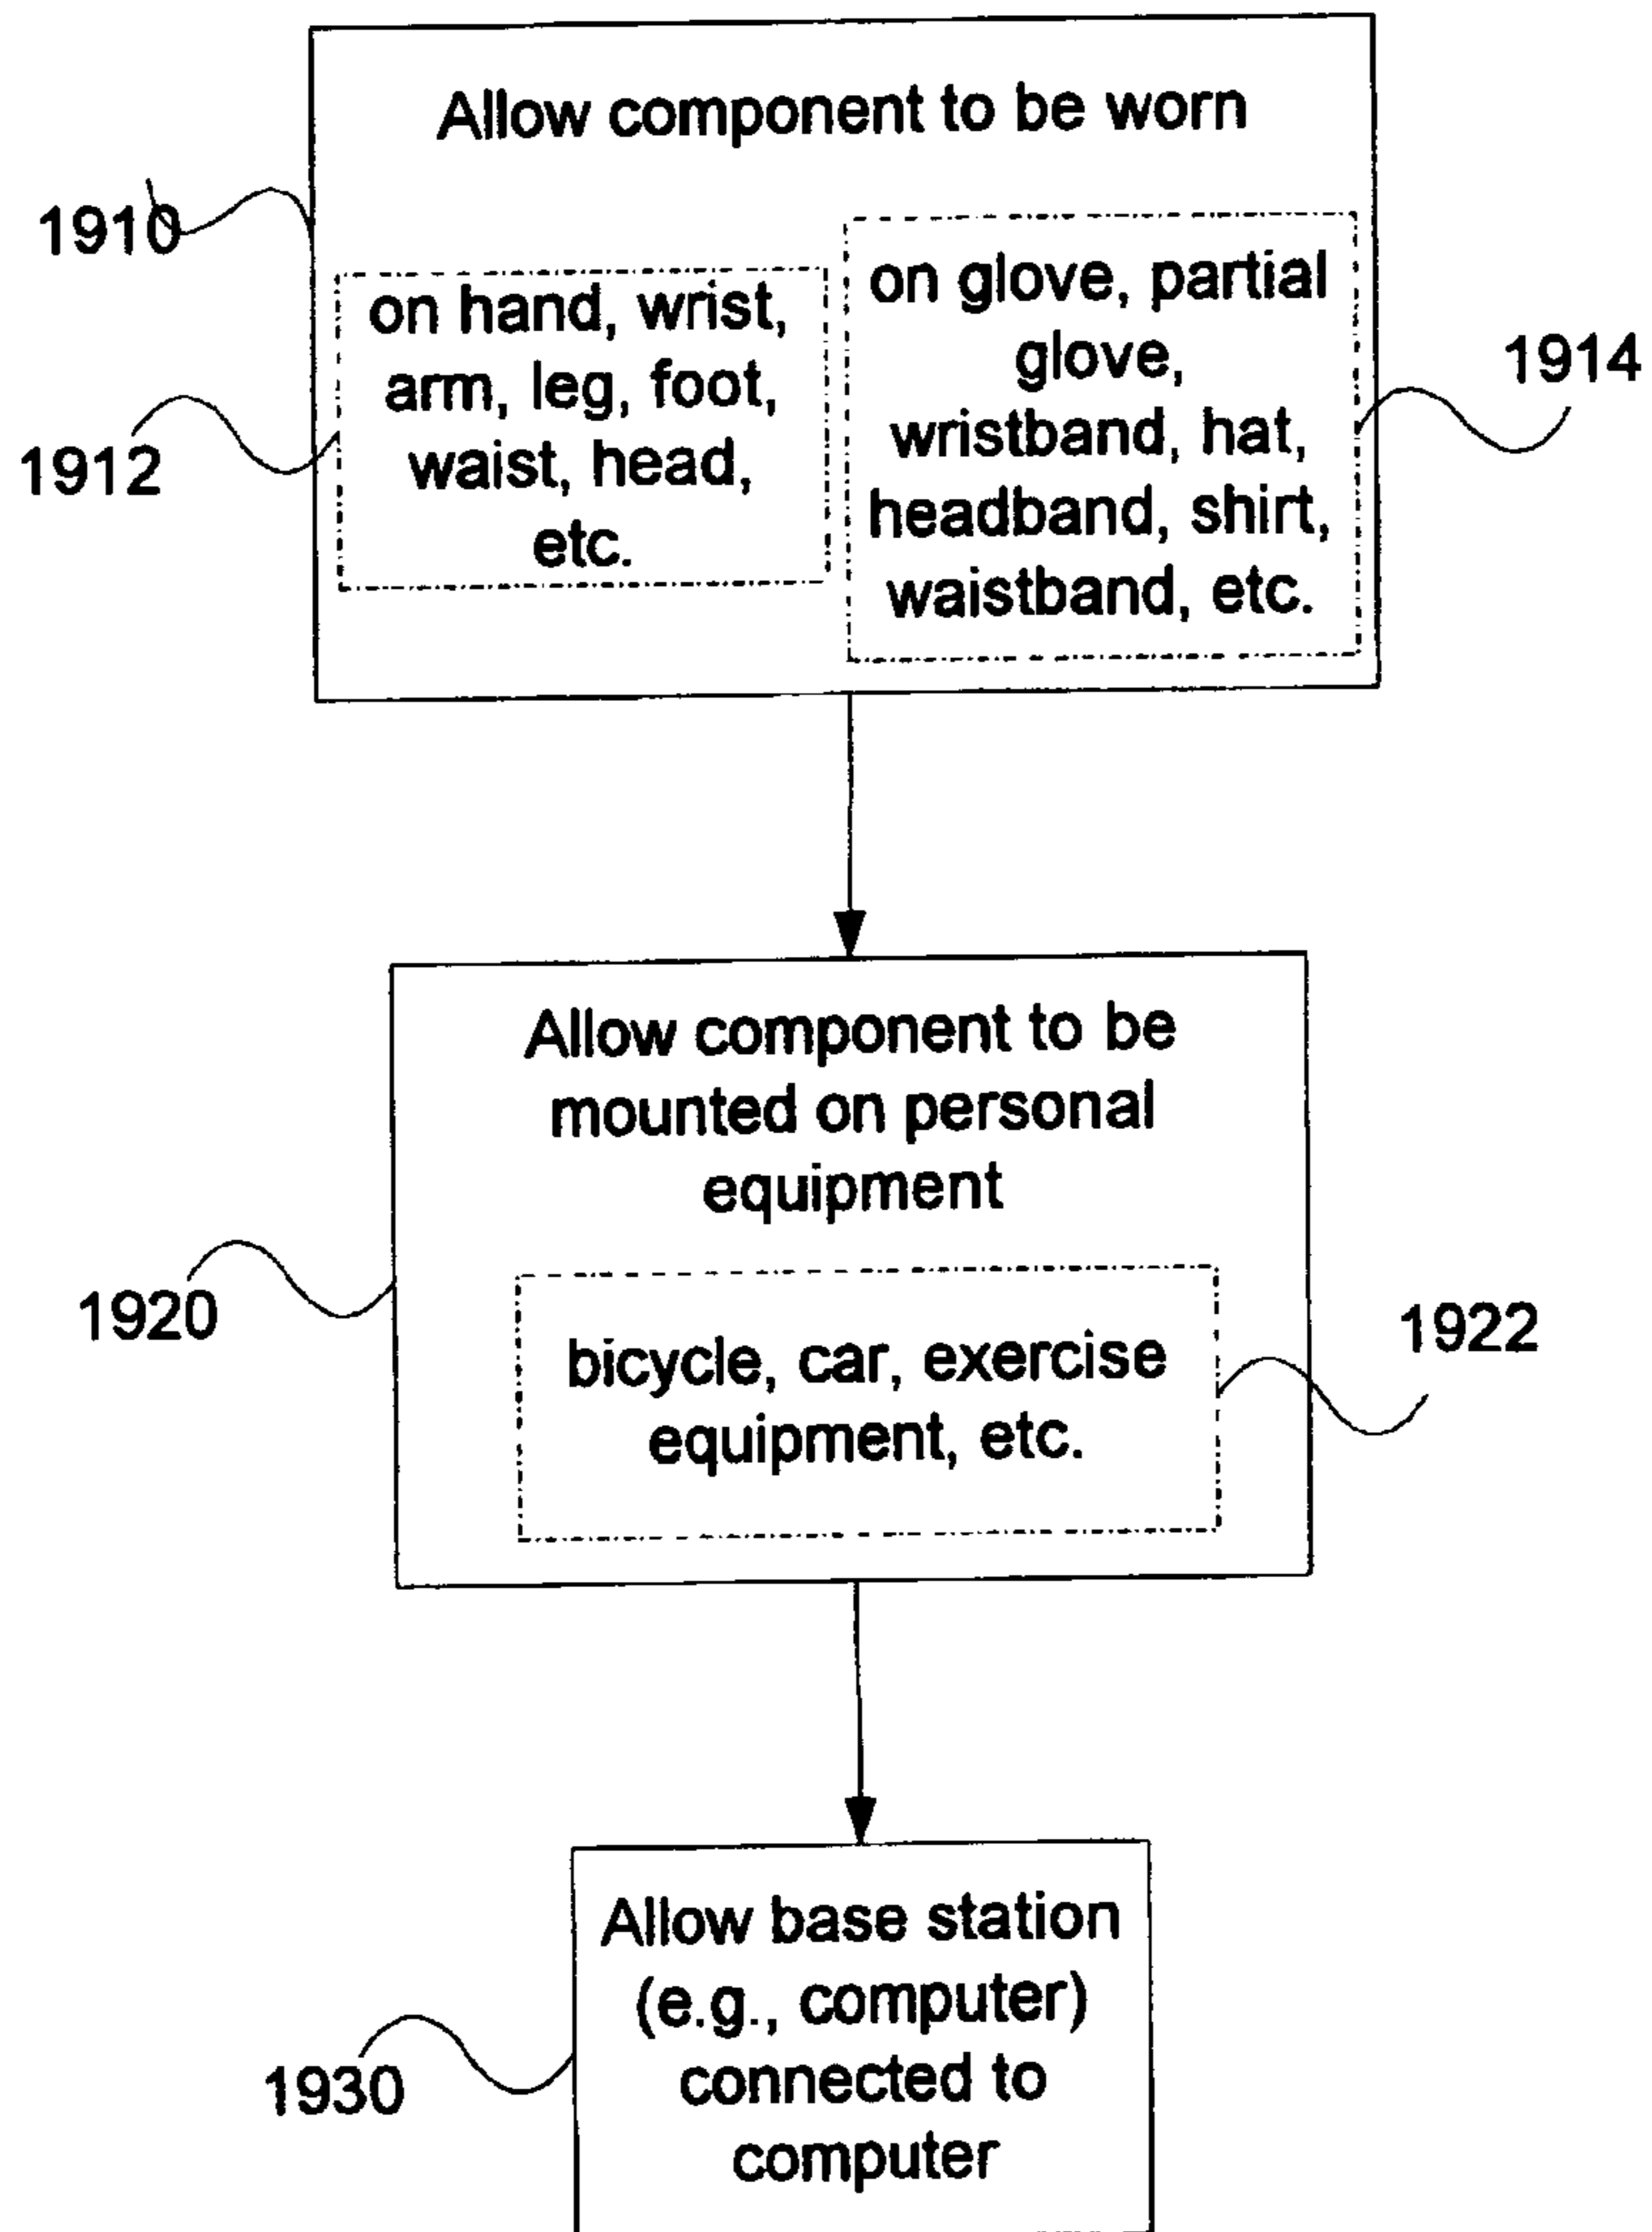 Allow component to be worn
1910
on hand, wrist,
arm, leg, foot,
waist, head,
etc.
1912
on glove, partial
glove,
wristband, hat,
headband, shirt,
waistband, etc.
1914
Allow component to be
mounted on personal
equipment
1920
bicycle, car, exercise
equipment, etc.
1922
Allow base station
(e.g., computer)
connected to
computer
1930